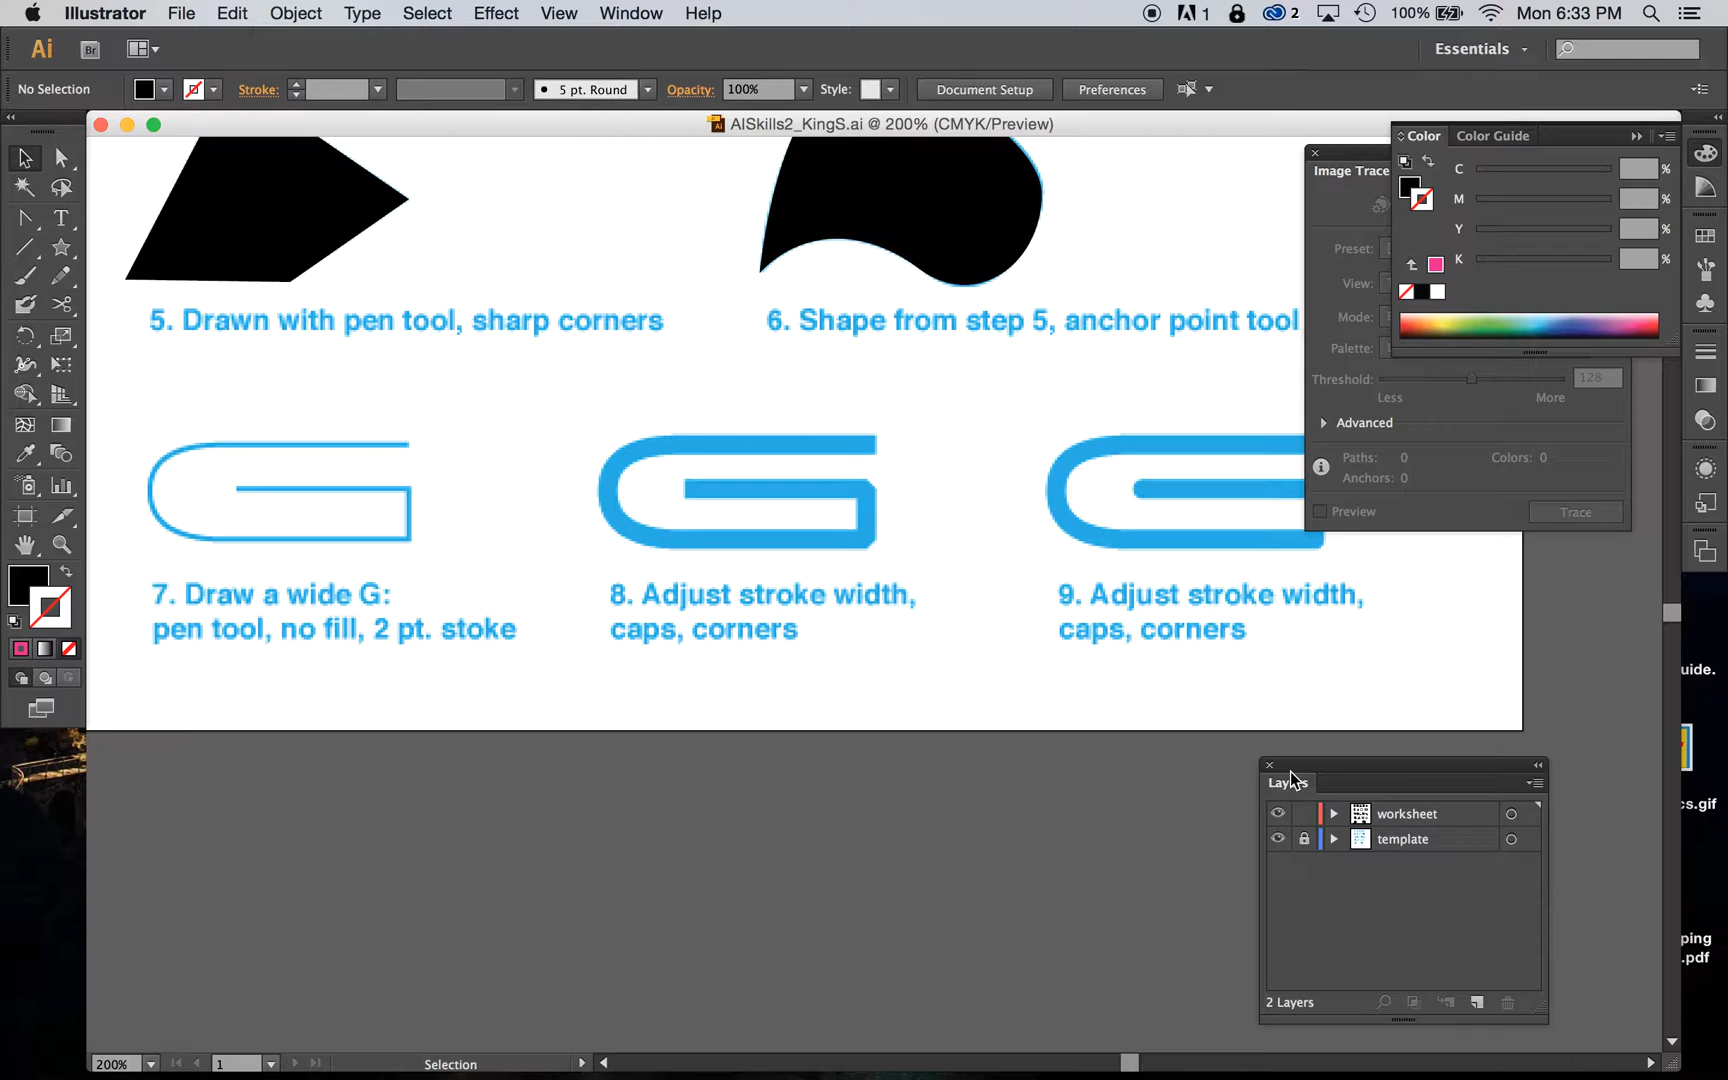 Illustrator File Edit Object Type Select Effect View Window Help 1 2 100% Mon 6:33 PM
Ai Br Essentials
No Selection Stroke: 5 pt. Round Opacity: 100% Style: Document Setup Preferences
AISkills2_KingS.ai @ 200% (CMYK/Preview)
Color Color Guide
Image Trace
C %
M %
Y %
K %
Preset:
View:
Mode:
Palette:
Threshold: 128
Less More
Advanced
Paths: 0 Colors: 0
Anchors: 0
Preview Trace
5. Drawn with pen tool, sharp corners
6. Shape from step 5, anchor point tool
7. Draw a wide G:
pen tool, no fill, 2 pt. stoke
8. Adjust stroke width,
caps, corners
9. Adjust stroke width,
caps, corners
uide.
cs.gif
ping
.pdf
Layers
worksheet
template
2 Layers
200% 1 Selection